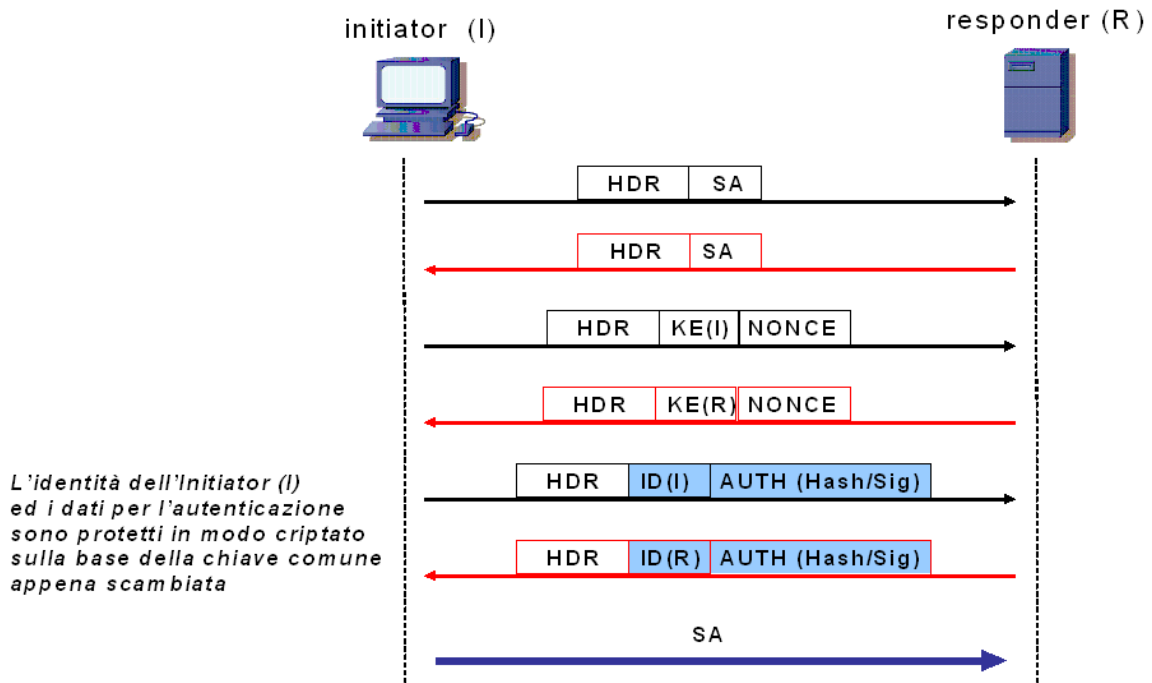 initiator (I)
responder (R)
HDR SA
HDR SA
HDR KE(I) NONCE
HDR KE(R) NONCE
HDR ID(I) AUTH (Hash/Sig)
L'identità dell'Initiator (I)
ed i dati per l'autenticazione
sono protetti in modo criptato
sulla base della chiave comune
appena scambiata
HDR ID(R) AUTH (Hash/Sig)
SA